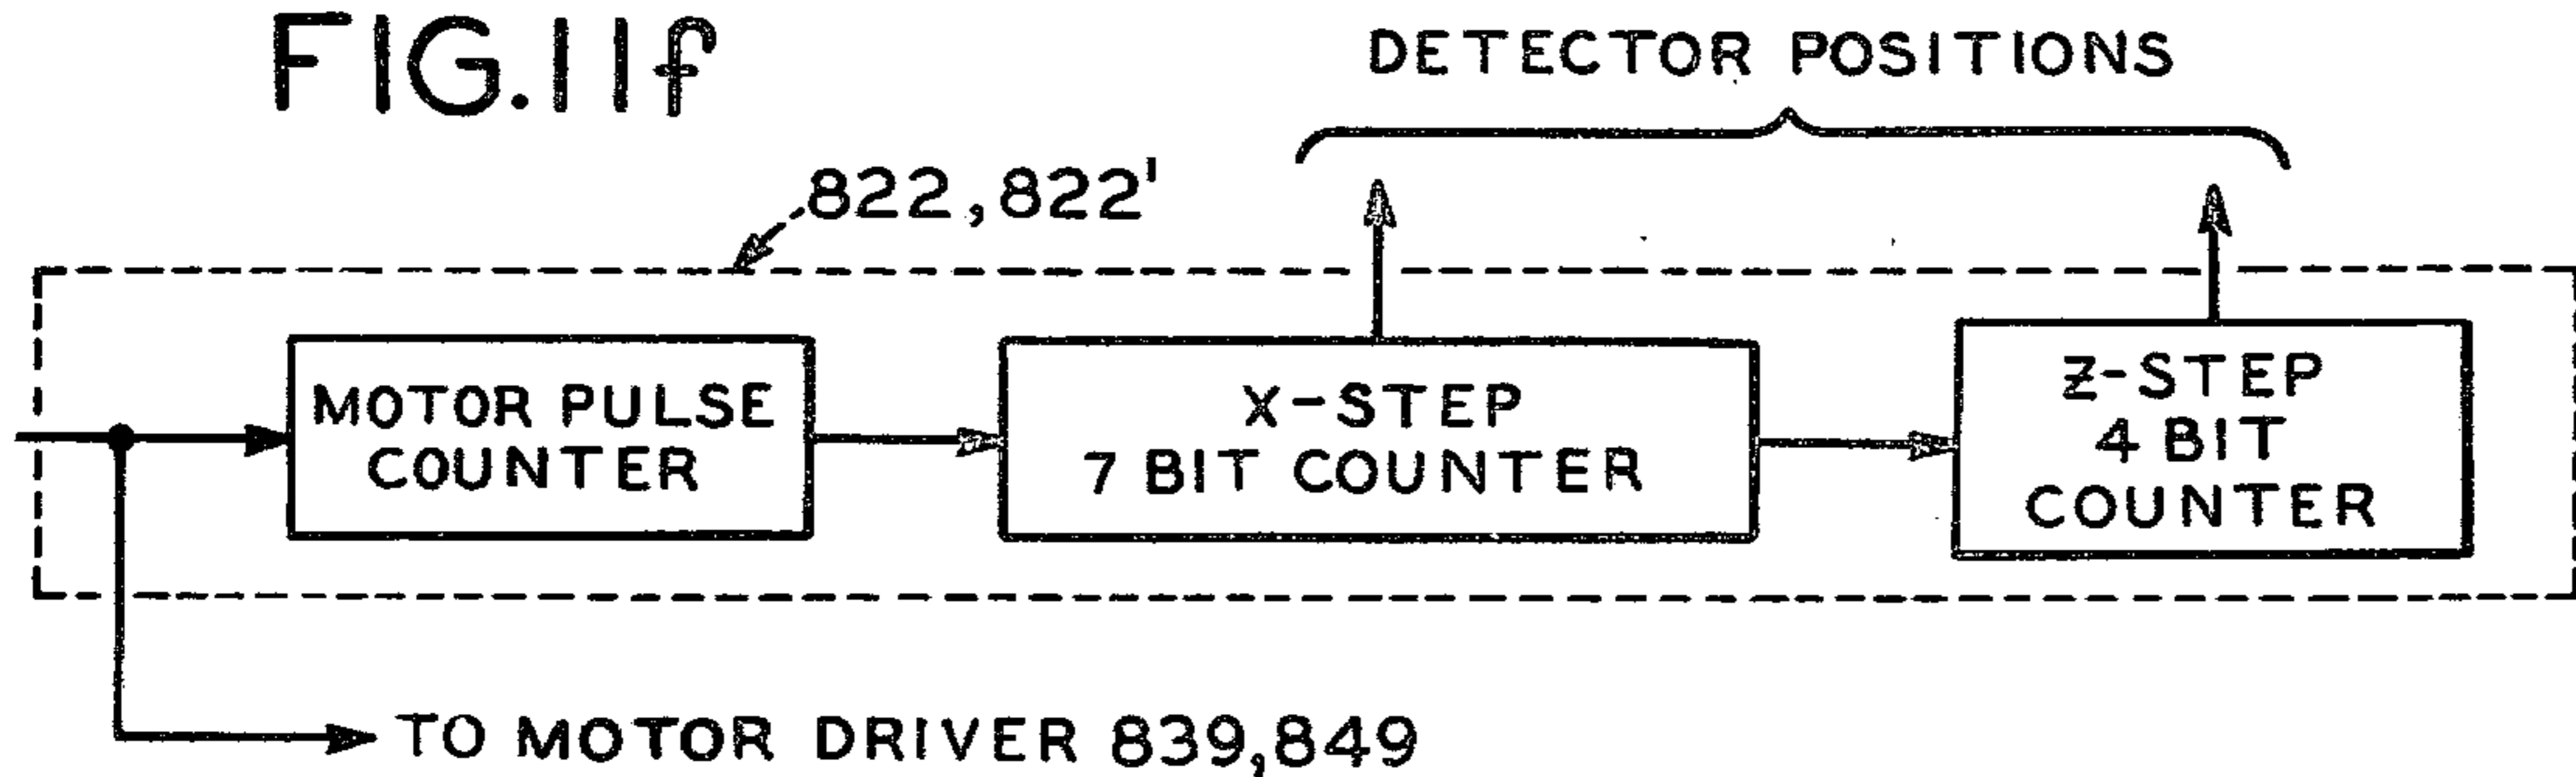 FIG.11f
DETECTOR POSITIONS
822,822'
MOTOR PULSE
COUNTER
X-STEP
7 BIT COUNTER
Z-STEP
4 BIT
COUNTER
TO MOTOR DRIVER 839,849